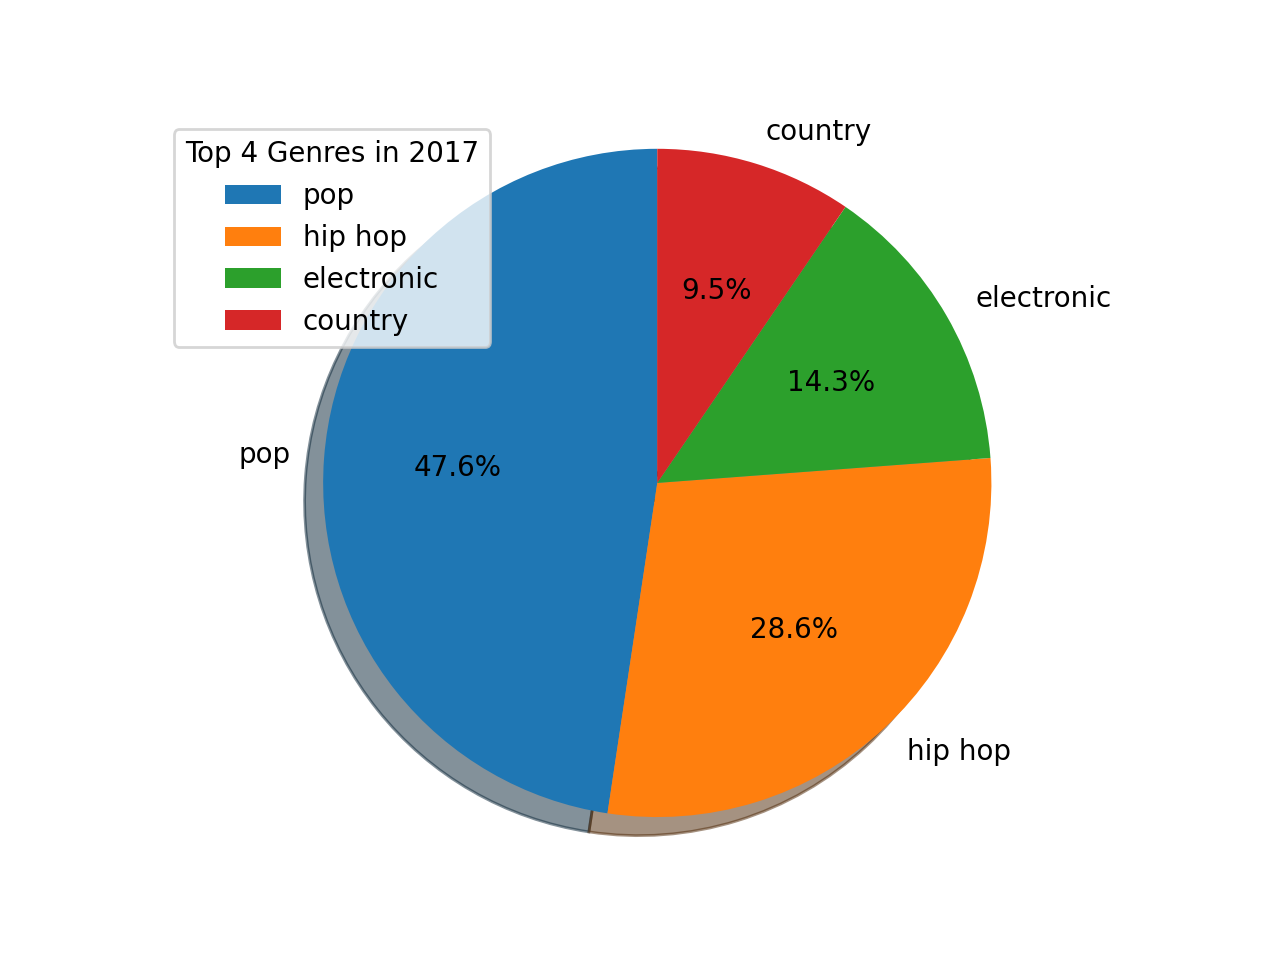 Top 4 Genres in 2017
pop
hip hop
electronic
country
country
electronic
hip hop
pop
9.5%
14.3%
47.6%
28.6%